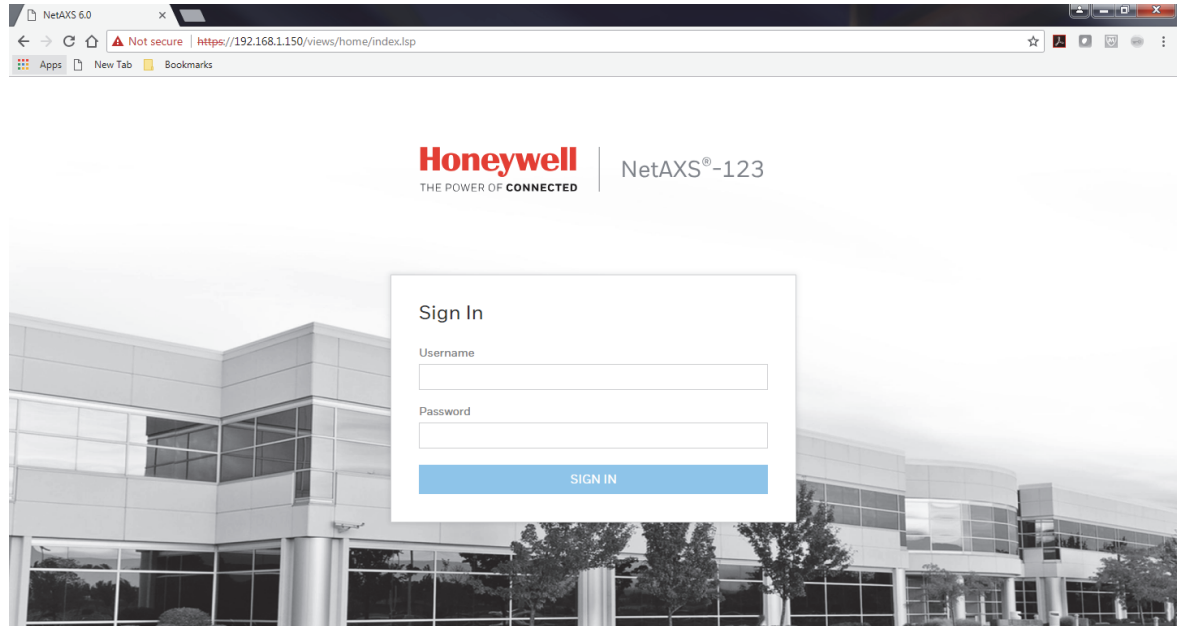 NetAXS 6.0
Not secure | https://192.168.1.150/views/home/index.lsp
Apps New Tab Bookmarks
Honeywell
THE POWER OF CONNECTED
NetAXS®-123
Sign In
Username
Password
SIGN IN